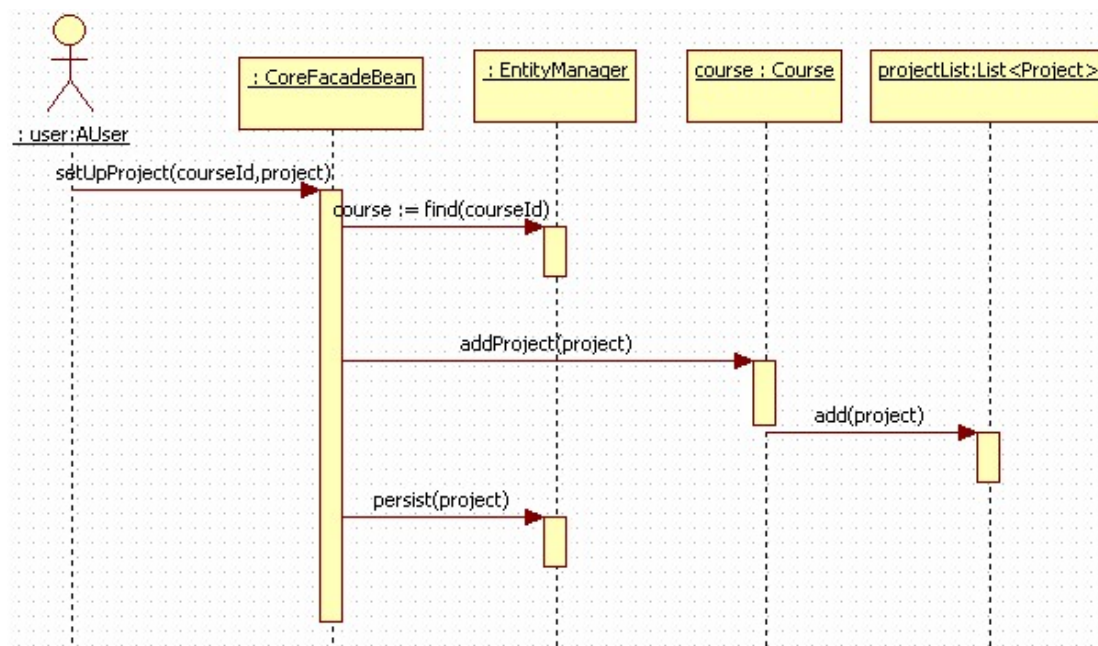 : CoreFacadeBean
: EntityManager
course : Course
projectList:List<Project>
: user:AUser
setUpProject(courseId,project)
course := find(courseId)
addProject(project)
add(project)
persist(project)